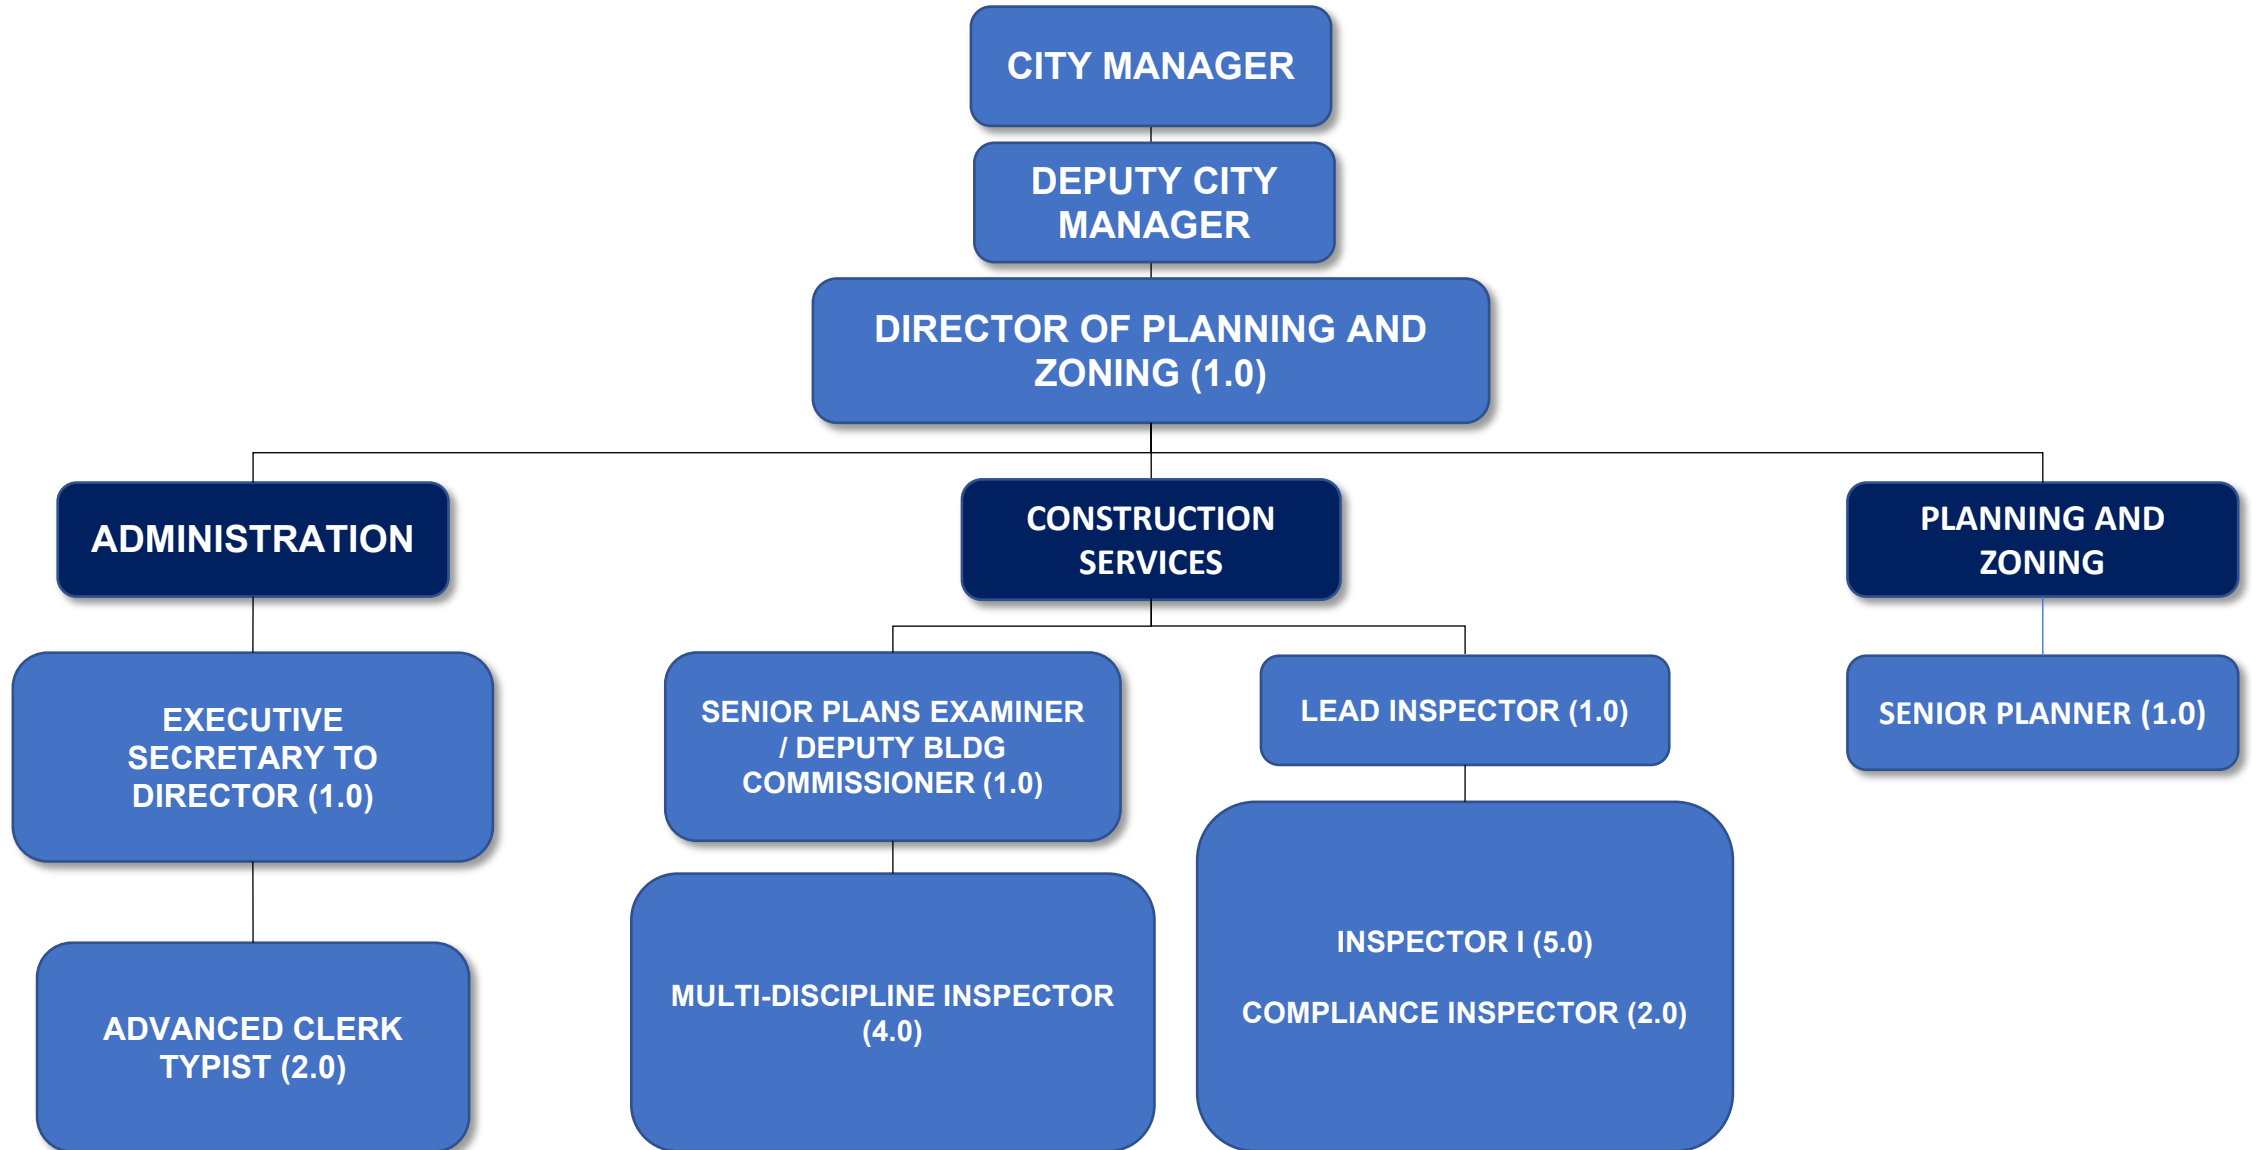 CITY MANAGER
DEPUTY CITY
MANAGER
DIRECTOR OF PLANNING AND
ZONING (1.0)
ADMINISTRATION
CONSTRUCTION
SERVICES
PLANNING AND
ZONING
EXECUTIVE
SECRETARY TO
DIRECTOR (1.0)
SENIOR PLANS EXAMINER
/ DEPUTY BLDG
COMMISSIONER (1.0)
LEAD INSPECTOR (1.0)
SENIOR PLANNER (1.0)
ADVANCED CLERK
TYPIST (2.0)
MULTI-DISCIPLINE INSPECTOR
(4.0)
INSPECTOR I (5.0)
COMPLIANCE INSPECTOR (2.0)